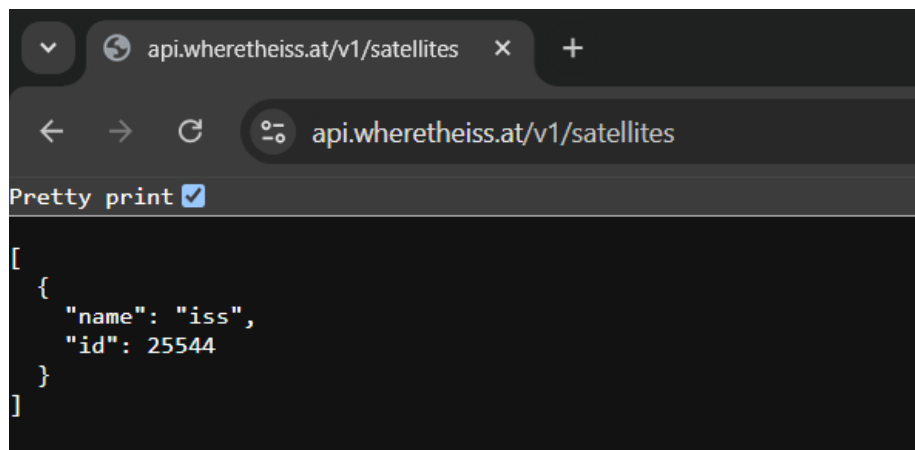 api.wheretheiss.at/v1/satellites
api.wheretheiss.at/v1/satellites
Pretty print
[
  {
    "name": "iss",
    "id": 25544
  }
]